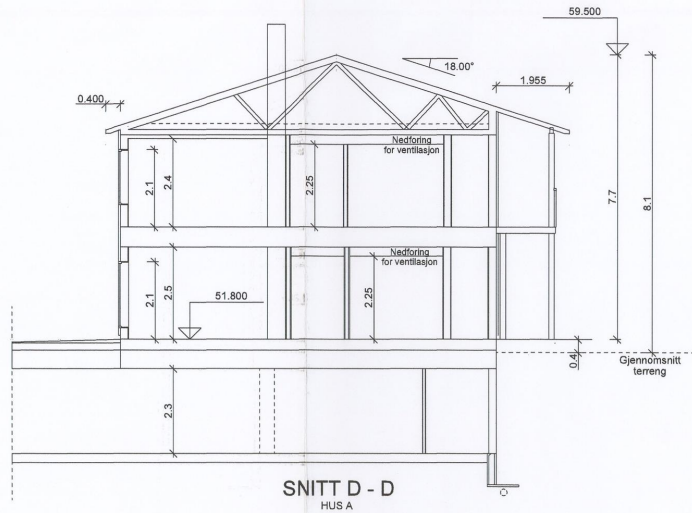 59.500
18.00°
1.955
0.400
Nedforing
for ventilasjon
2.1
2.4
2.25
7.7
8.1
Nedforing
for ventilasjon
2.1
2.5
51.800
2.25
0.4
Gjennomsnitt
terreng
2.3
SNITT D - D
HUS A